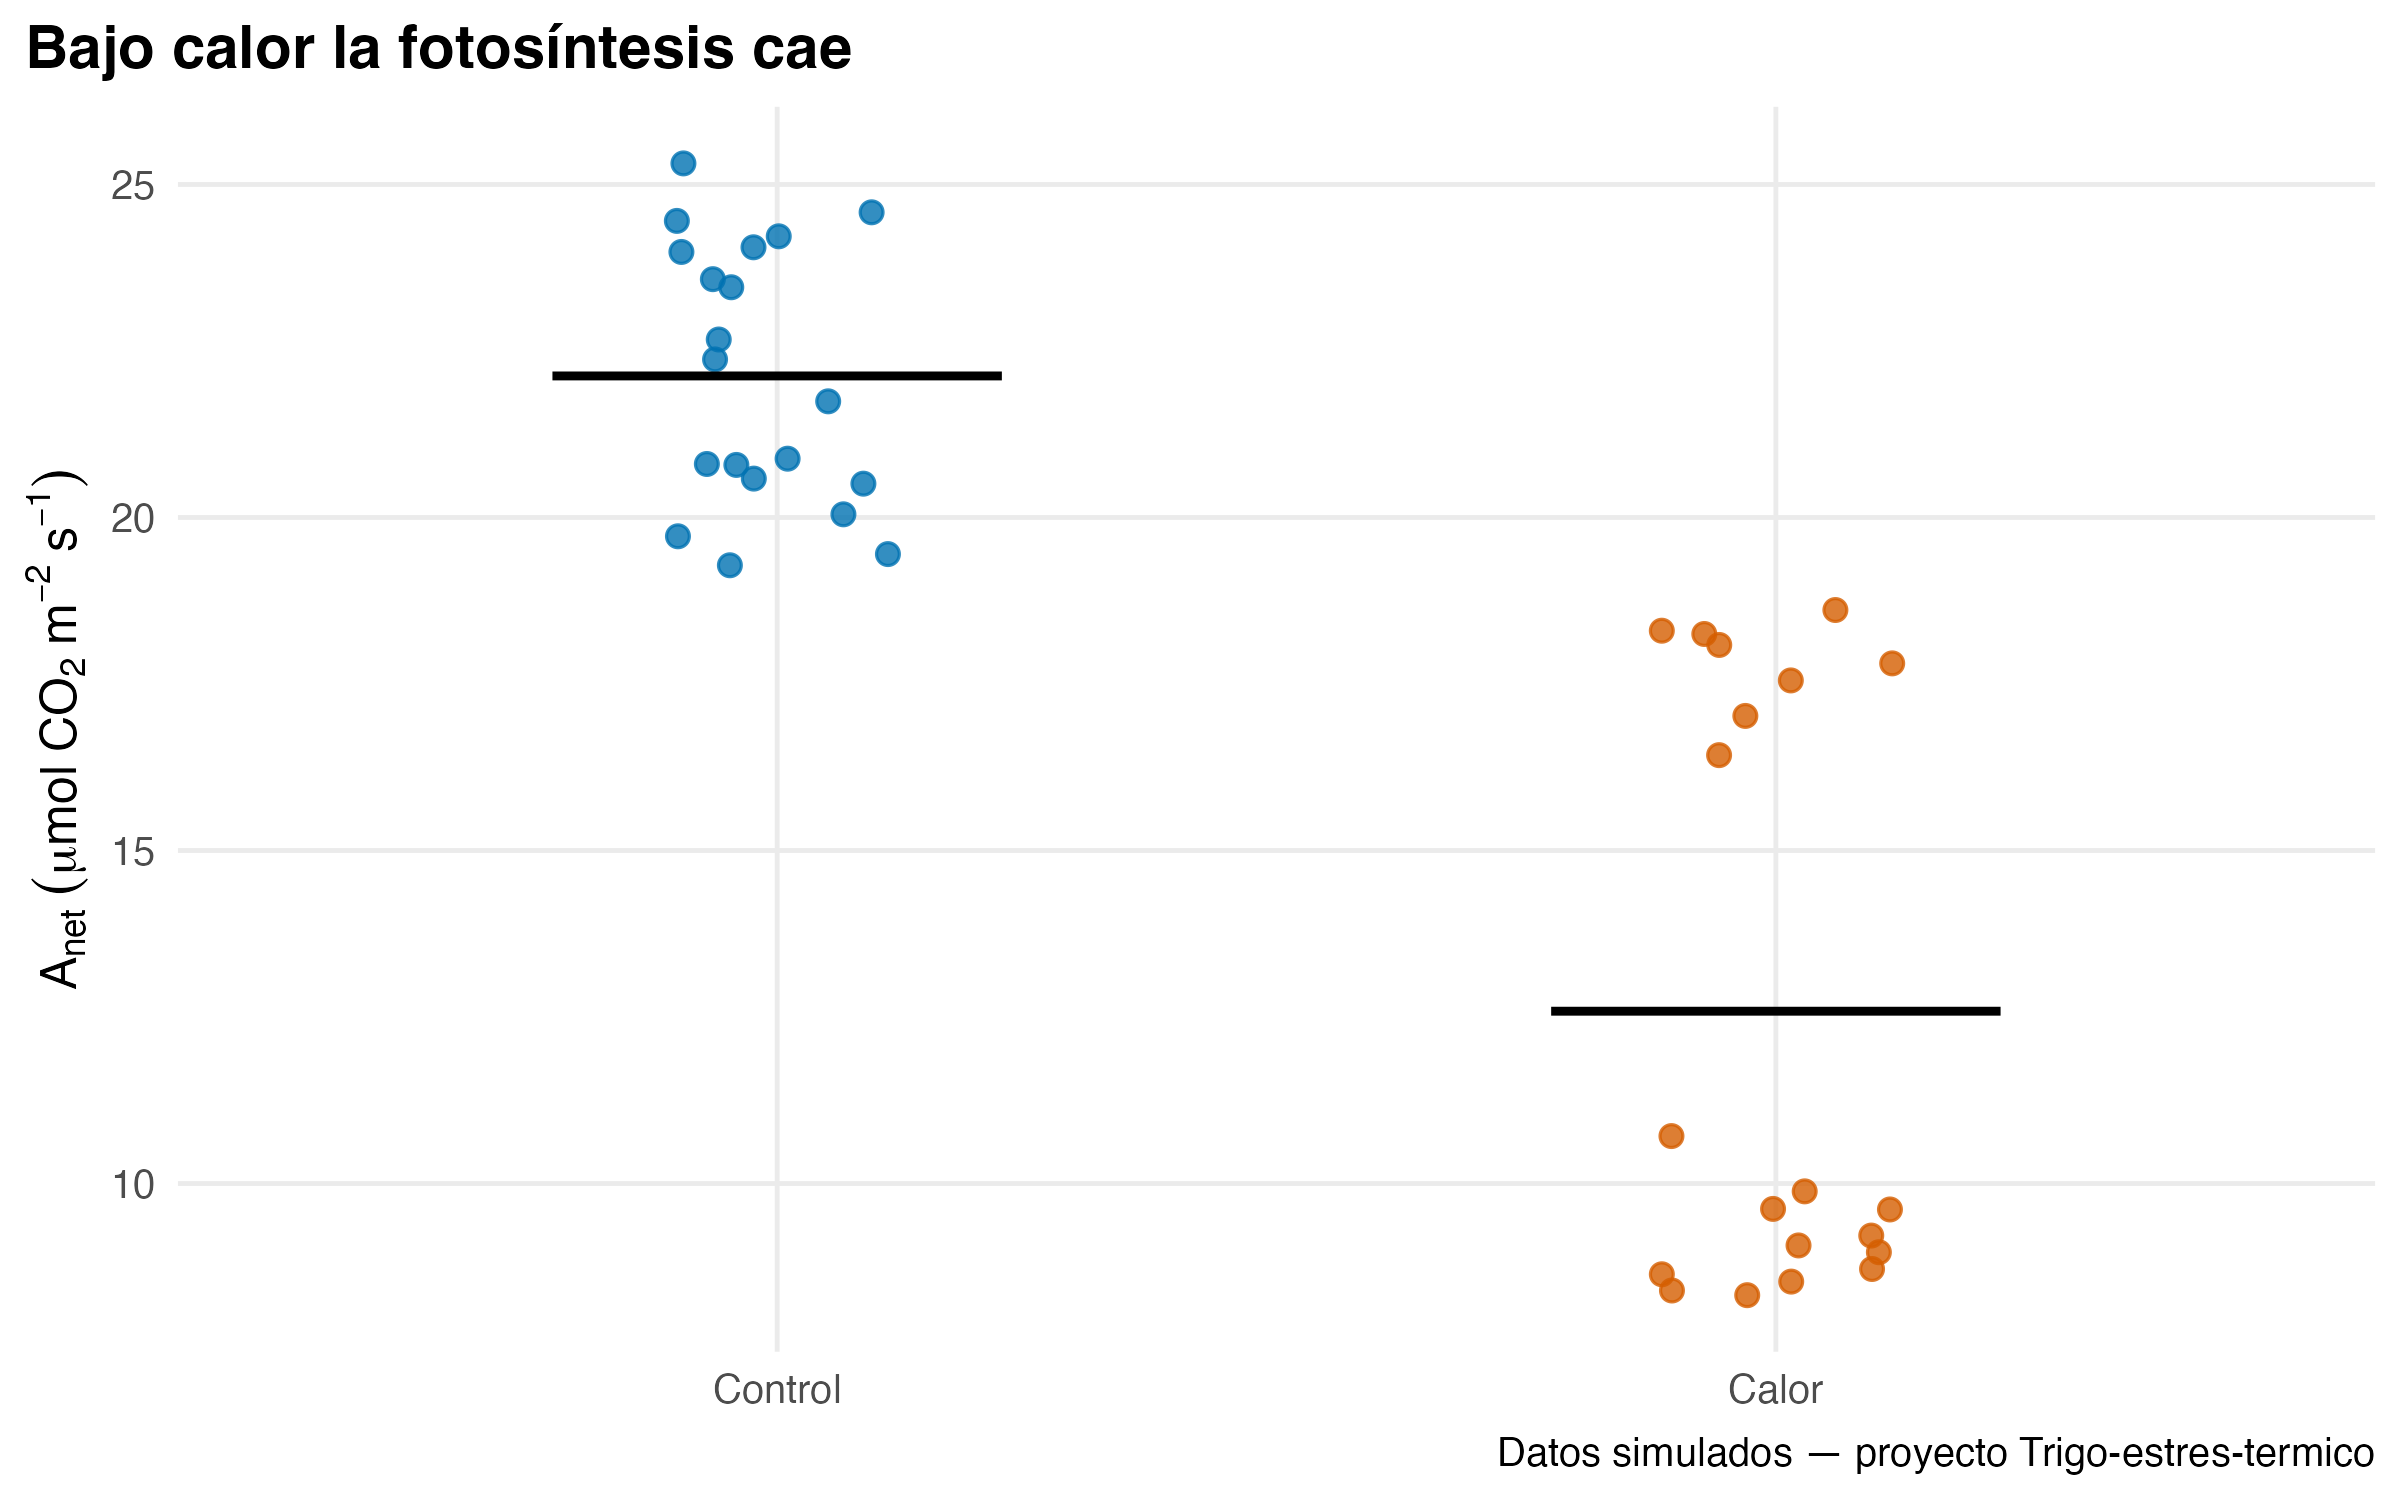 Bajo calor la fotosíntesis cae
A_net (μmol CO₂ m⁻² s⁻¹)
25
20
15
10
Control
Calor
Datos simulados — proyecto Trigo-estres-termico